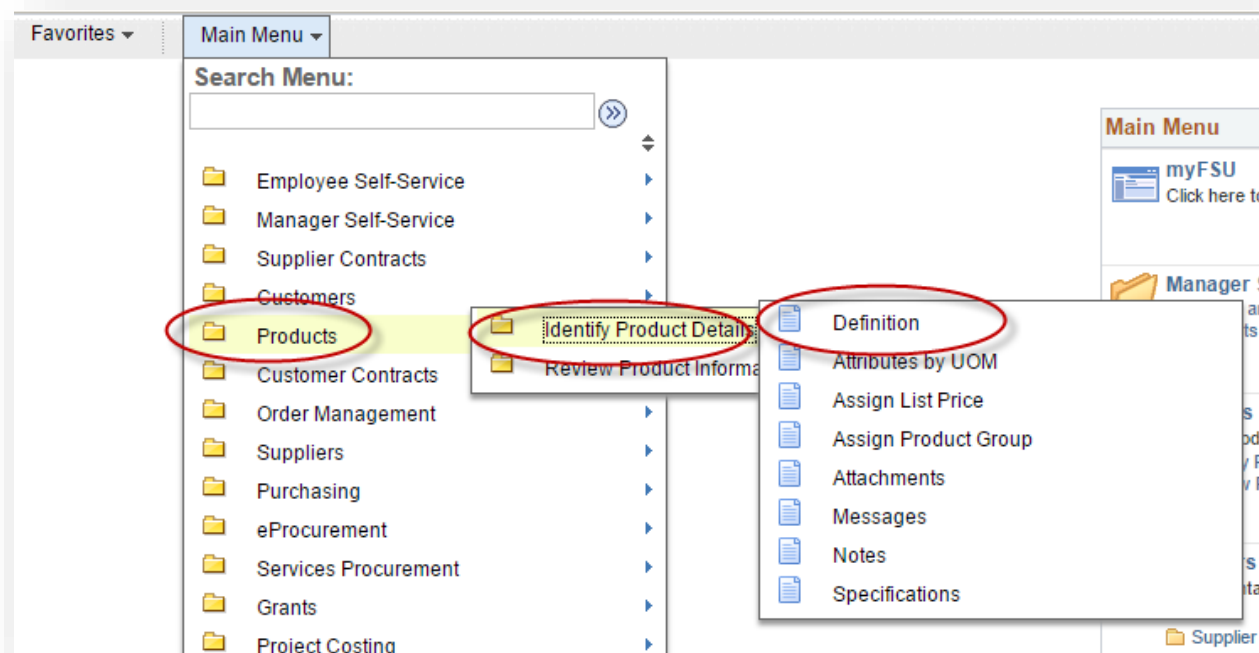 Favorites
Main Menu
Search Menu:
Employee Self-Service
Manager Self-Service
Supplier Contracts
Customers
Products
Customer Contracts
Order Management
Suppliers
Purchasing
eProcurement
Services Procurement
Grants
Project Costing
Identify Product Details
Review Product Informa
Definition
Attributes by UOM
Assign List Price
Assign Product Group
Attachments
Messages
Notes
Specifications
Main Menu
myFSU
Click here to
Manager
Supplier